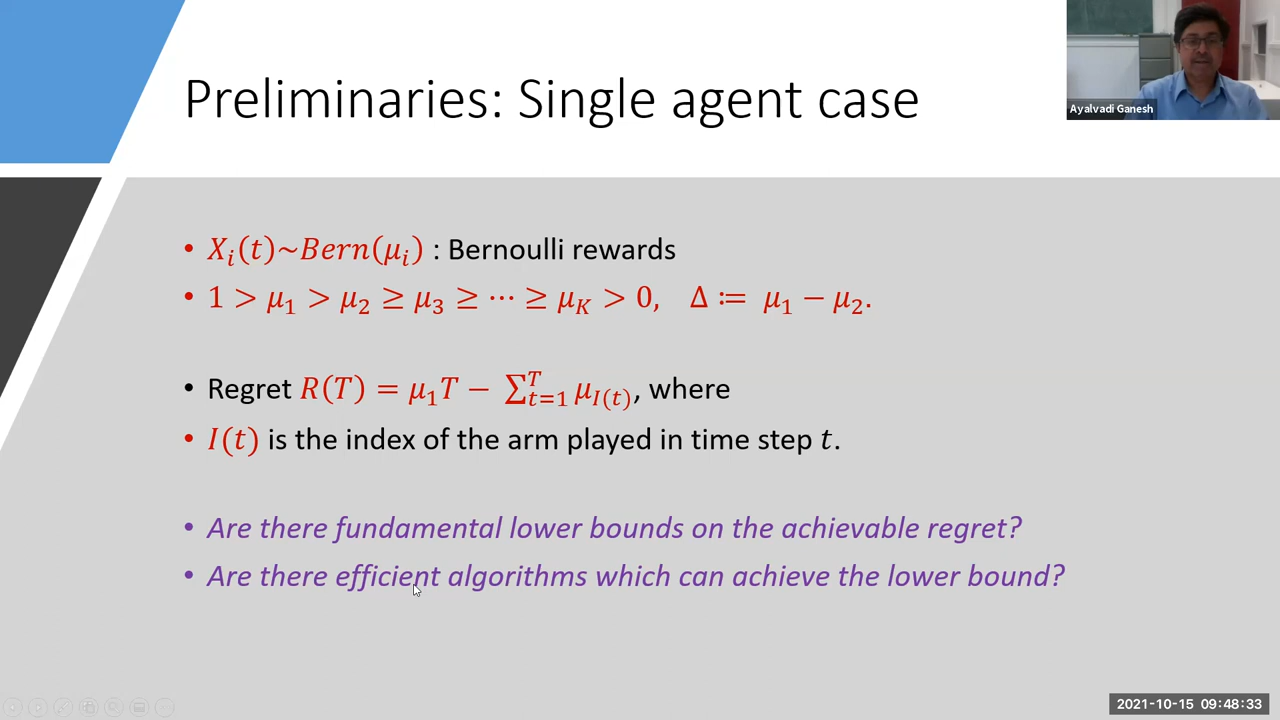 Preliminaries: Single agent case
Ayalvadi Ganesh
• X_i(t)~Bern(μ_i) : Bernoulli rewards
• 1 > μ_1 > μ_2 ≥ μ_3 ≥ ⋯ ≥ μ_K > 0, Δ ≔ μ_1 − μ_2.
• Regret R(T) = μ_1T − ∑_{t=1}^{T} μ_{I(t)}, where
• I(t) is the index of the arm played in time step t.
• Are there fundamental lower bounds on the achievable regret?
• Are there efficient algorithms which can achieve the lower bound?
2021-10-15 09:48:33